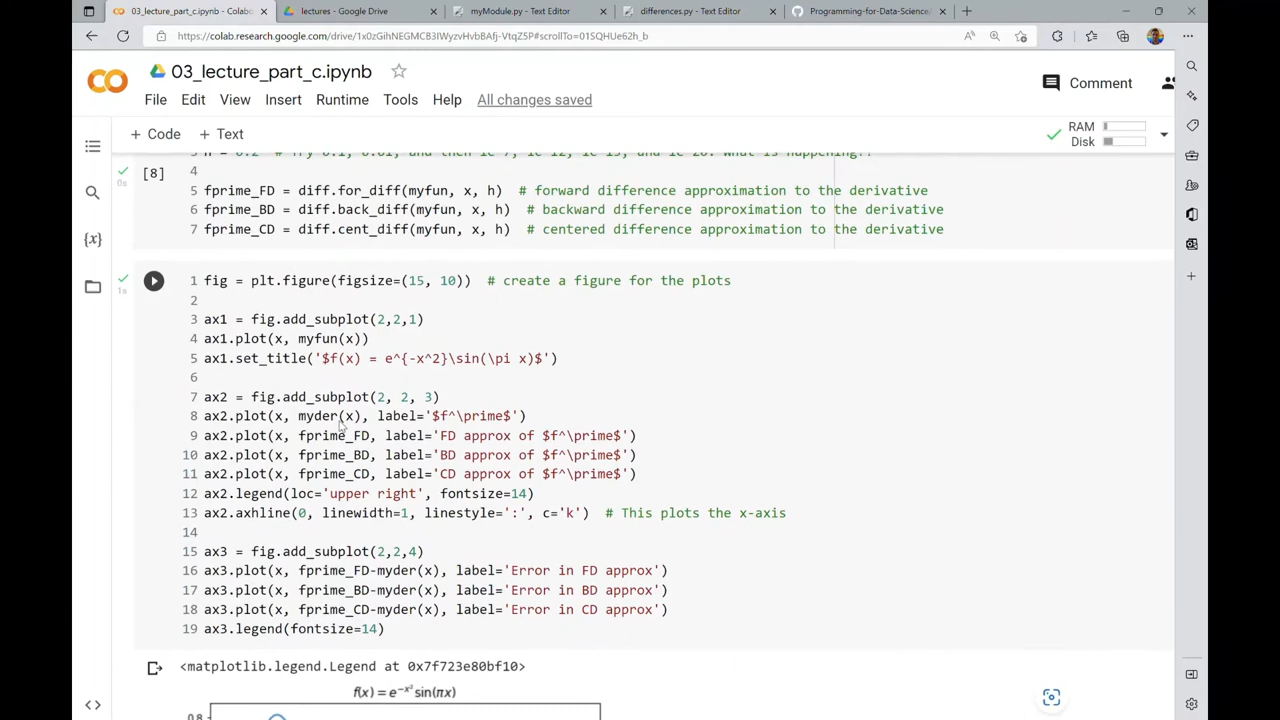 03_lecture_part_c.ipynb - Colabo
lectures - Google Drive
myModule.py - Text Editor
differences.py - Text Editor
Programming-for-Data-Science/
https://colab.research.google.com/drive/1x0zGihNEGMCB3IWyzvHvbBAfj-VtqZ5P#scrollTo=01SQHUe62h_b
03_lecture_part_c.ipynb
File Edit View Insert Runtime Tools Help All changes saved
Comment
+ Code + Text
RAM
Disk
[8]
0s
4
5 fprime_FD = diff.for_diff(myfun, x, h)  # forward difference approximation to the derivative
6 fprime_BD = diff.back_diff(myfun, x, h)  # backward difference approximation to the derivative
7 fprime_CD = diff.cent_diff(myfun, x, h)  # centered difference approximation to the derivative
1s
1 fig = plt.figure(figsize=(15, 10))  # create a figure for the plots
2
3 ax1 = fig.add_subplot(2,2,1)
4 ax1.plot(x, myfun(x))
5 ax1.set_title('$f(x) = e^{-x^2}\sin(\pi x)$')
6
7 ax2 = fig.add_subplot(2, 2, 3)
8 ax2.plot(x, myder(x), label='$f^\prime$')
9 ax2.plot(x, fprime_FD, label='FD approx of $f^\prime$')
10 ax2.plot(x, fprime_BD, label='BD approx of $f^\prime$')
11 ax2.plot(x, fprime_CD, label='CD approx of $f^\prime$')
12 ax2.legend(loc='upper right', fontsize=14)
13 ax2.axhline(0, linewidth=1, linestyle=':', c='k')  # This plots the x-axis
14
15 ax3 = fig.add_subplot(2,2,4)
16 ax3.plot(x, fprime_FD-myder(x), label='Error in FD approx')
17 ax3.plot(x, fprime_BD-myder(x), label='Error in BD approx')
18 ax3.plot(x, fprime_CD-myder(x), label='Error in CD approx')
19 ax3.legend(fontsize=14)
<matplotlib.legend.Legend at 0x7f723e80bf10>
f(x) = e^{-x²}sin(πx)
0.8